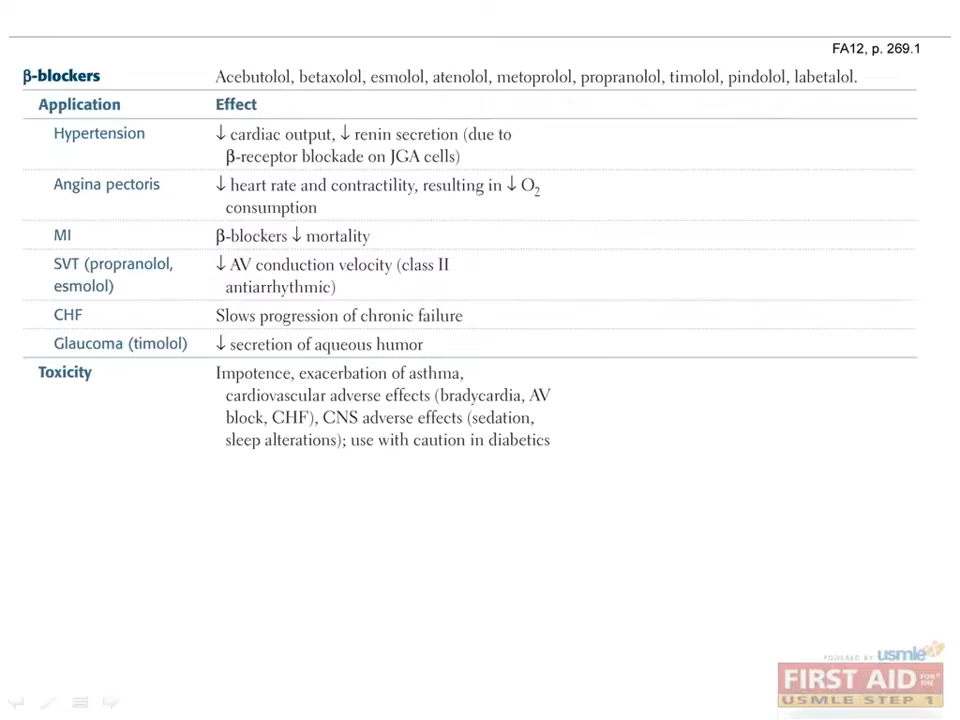 FA12, p. 269.1
β-blockers Acebutolol, betaxolol, esmolol, atenolol, metoprolol, propranolol, timolol, pindolol, labetalol.
Application Effect
Hypertension ↓ cardiac output, ↓ renin secretion (due to
β-receptor blockade on JGA cells)
Angina pectoris ↓ heart rate and contractility, resulting in ↓ O₂
consumption
MI β-blockers ↓ mortality
SVT (propranolol, ↓ AV conduction velocity (class II
esmolol) antiarrhythmic)
CHF Slows progression of chronic failure
Glaucoma (timolol) ↓ secretion of aqueous humor
Toxicity Impotence, exacerbation of asthma,
cardiovascular adverse effects (bradycardia, AV
block, CHF), CNS adverse effects (sedation,
sleep alterations); use with caution in diabetics
POWERED BY usmle
FIRST AID FOR THE
USMLE STEP 1